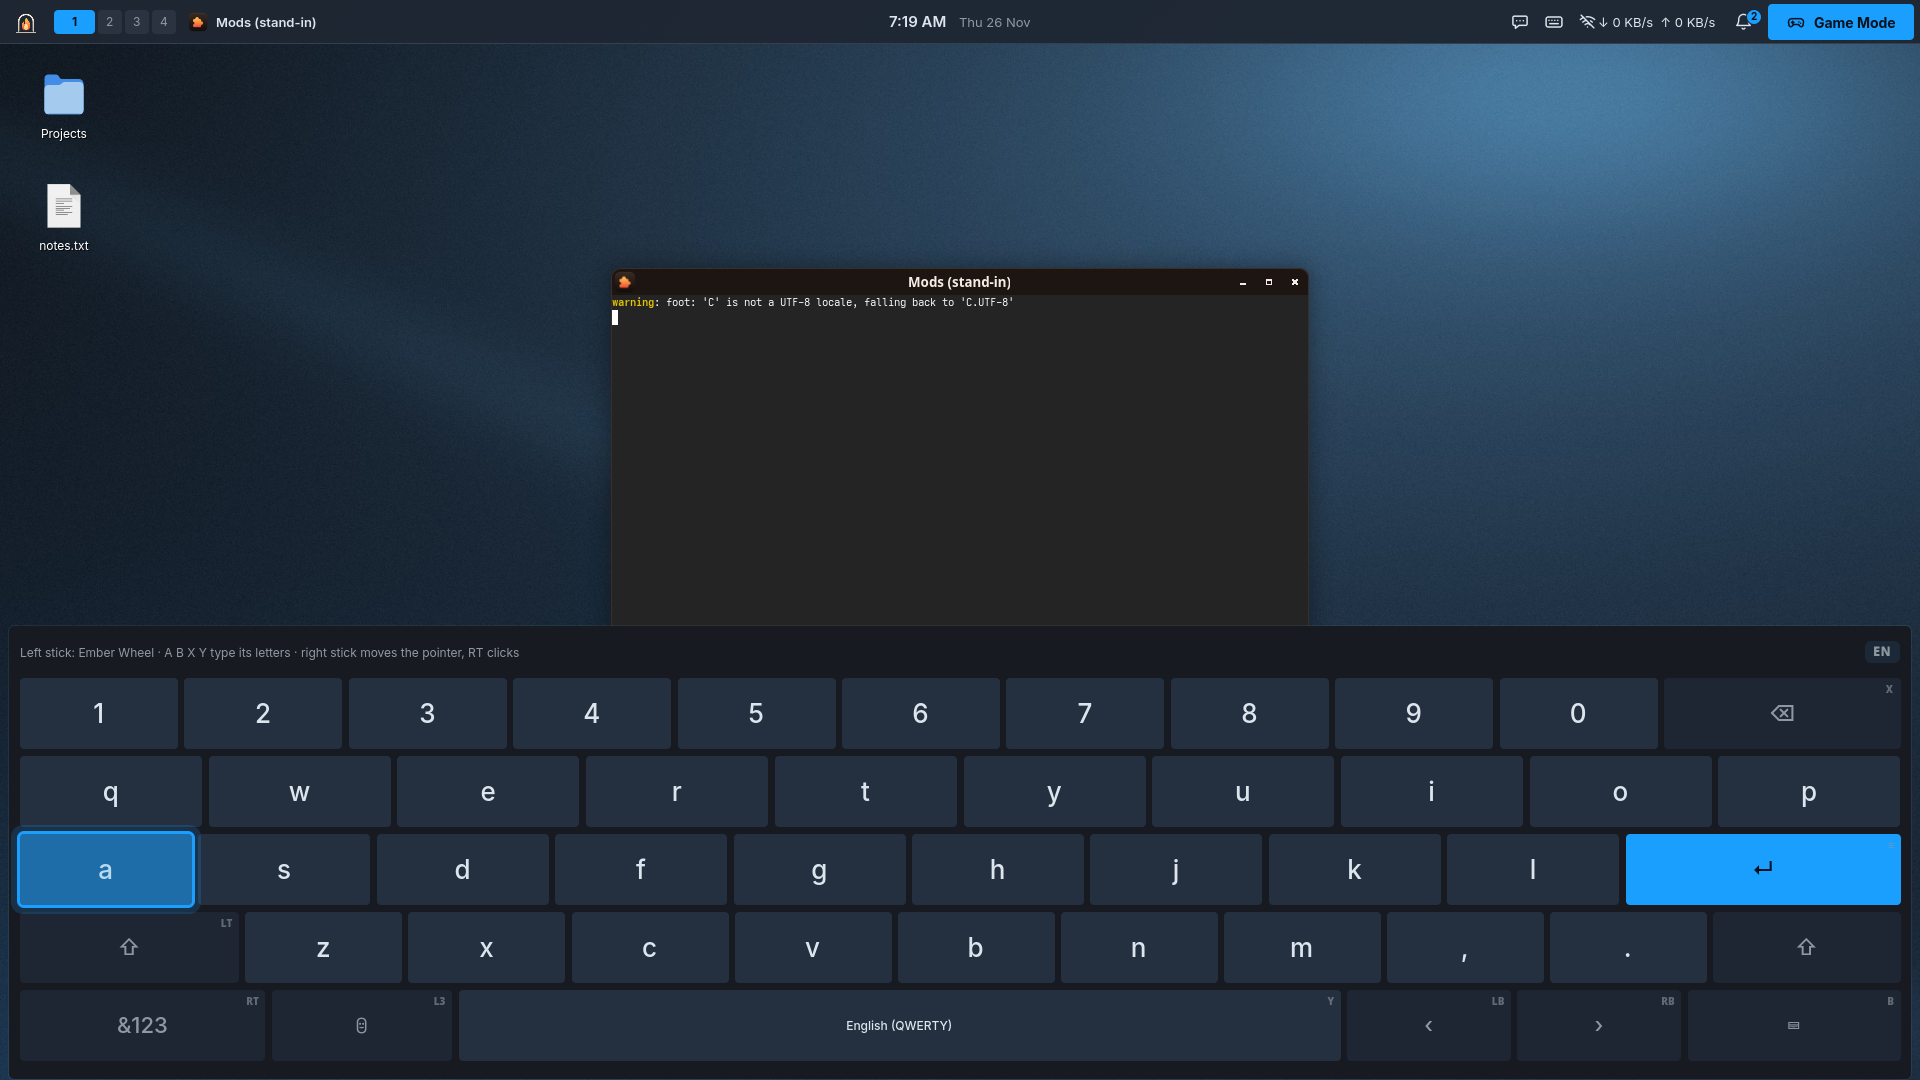 1 2 3 4 Mods (stand-in) 7:19 AM Thu 26 Nov ↓ 0 KB/s ↑ 0 KB/s 2 Game Mode
Projects
notes.txt
Mods (stand-in)
warning: foot: 'C' is not a UTF-8 locale, falling back to 'C.UTF-8'
Left stick: Ember Wheel · A B X Y type its letters · right stick moves the pointer, RT clicks EN
1 2 3 4 5 6 7 8 9 0 X
q w e r t y u i o p
a s d f g h j k l
LT z x c v b n m , .
&123 RT L3 English (QWERTY) Y ‹ LB › RB B